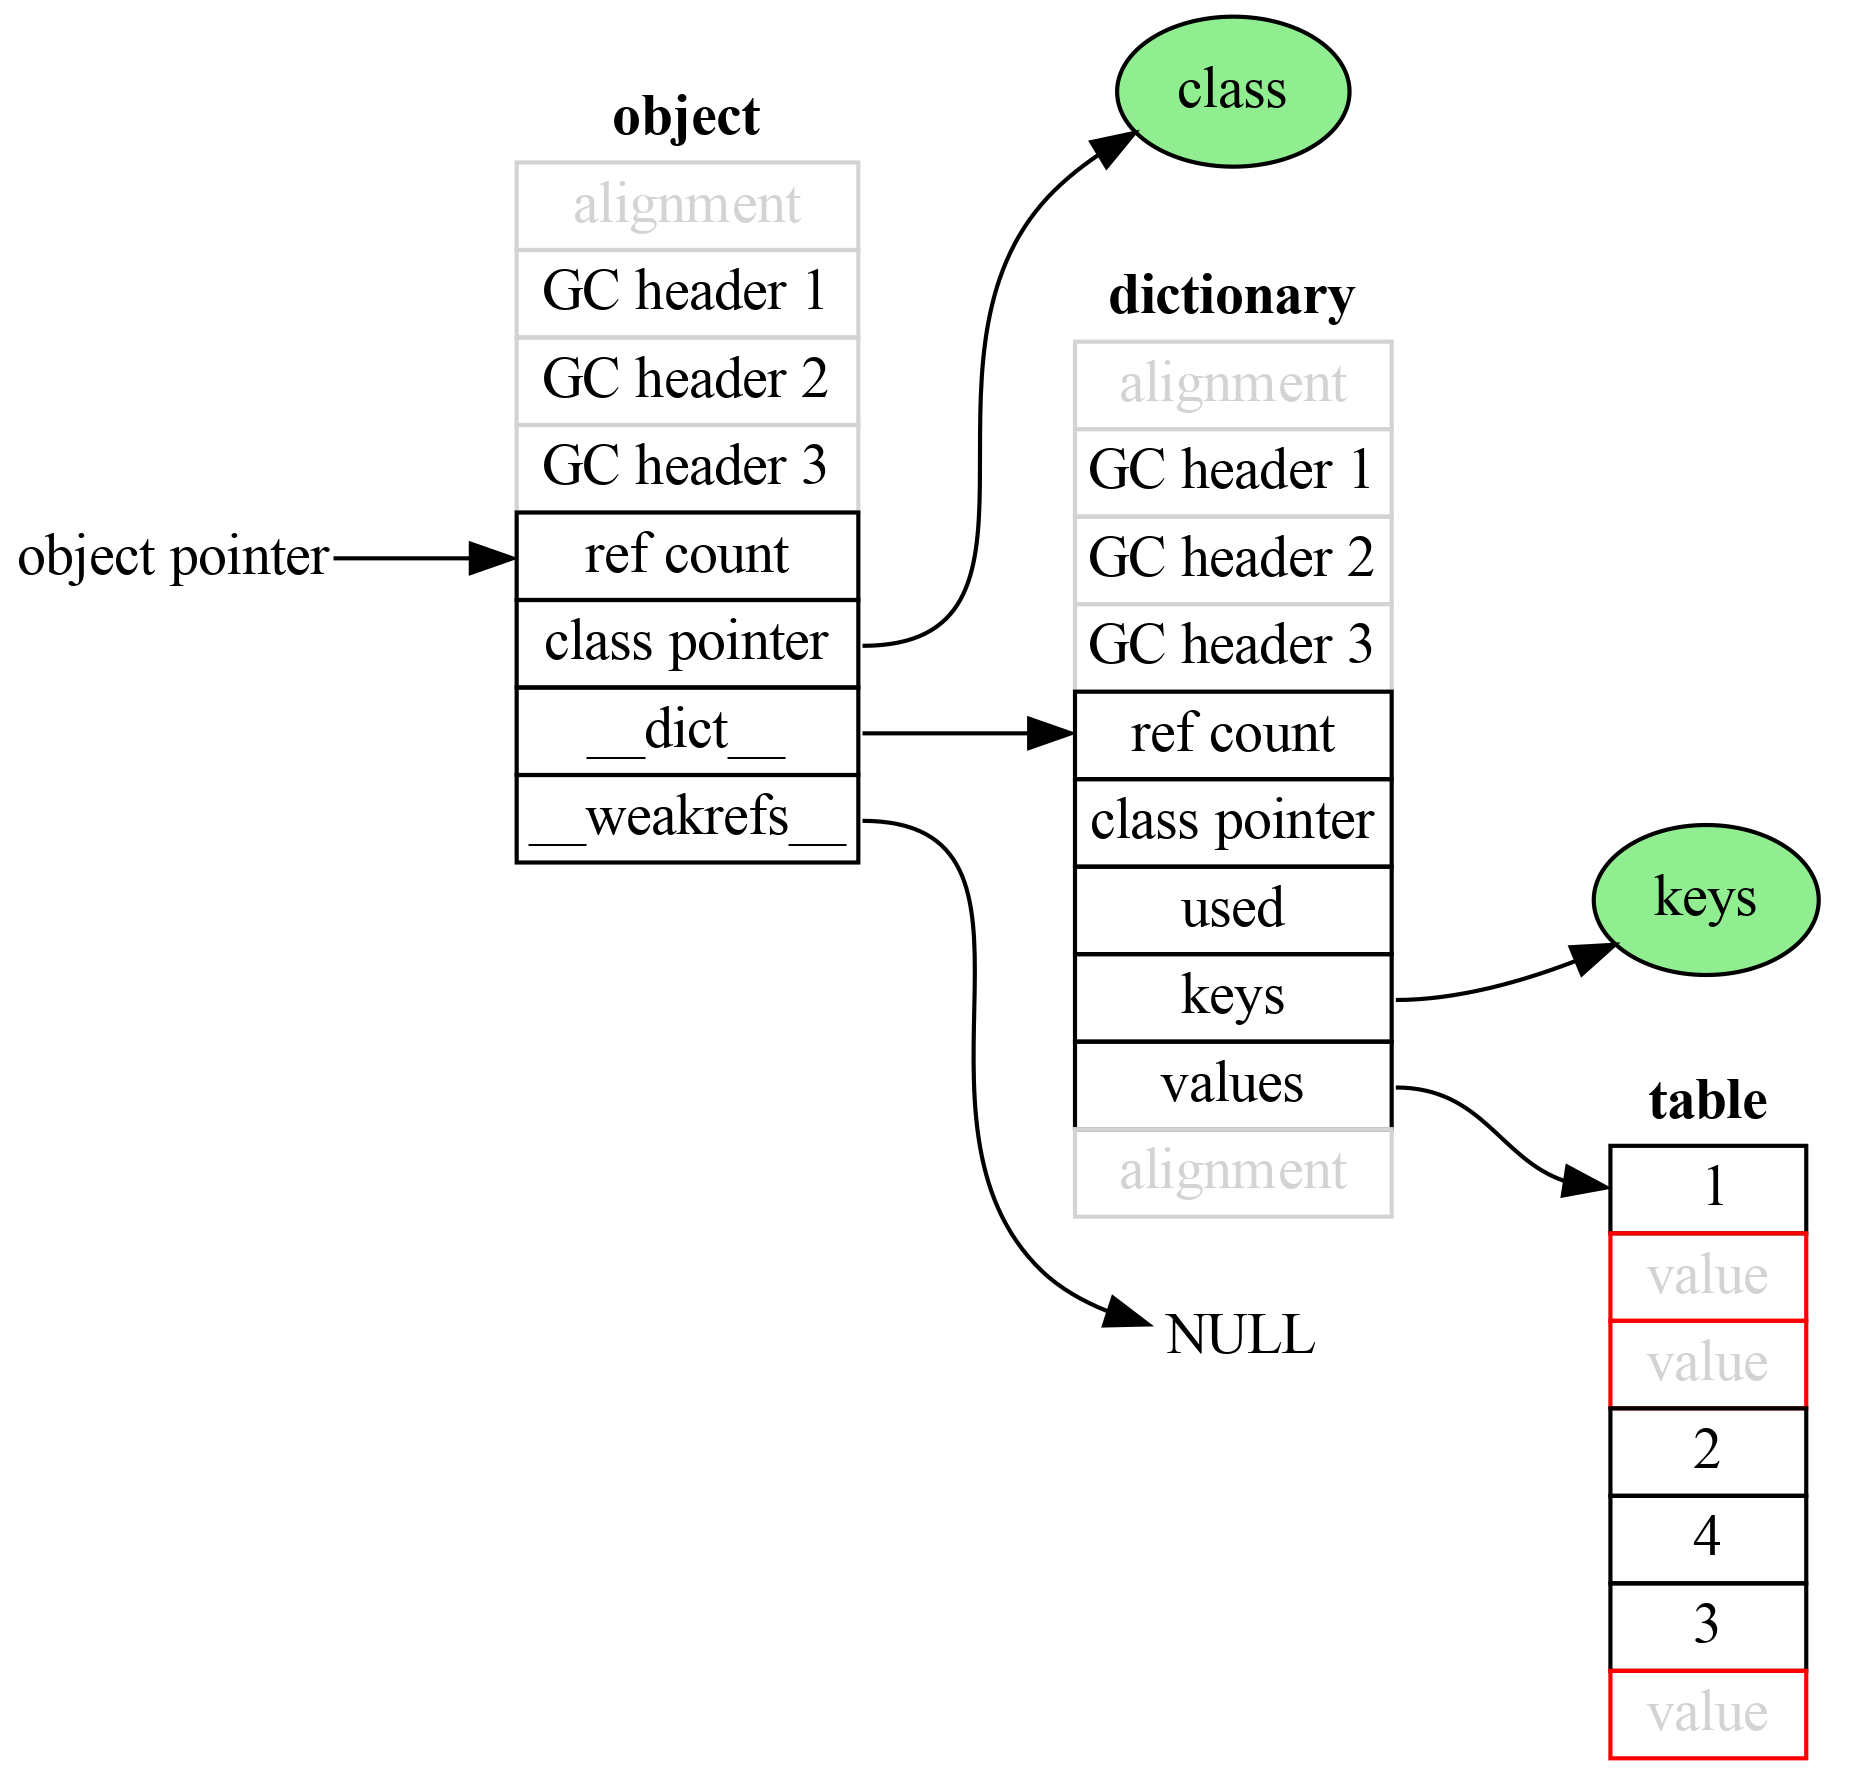 object pointer
object
alignment
GC header 1
GC header 2
GC header 3
ref count
class pointer
__dict__
__weakrefs__
class
dictionary
alignment
GC header 1
GC header 2
GC header 3
ref count
class pointer
used
keys
values
alignment
NULL
keys
table
1
value
value
2
4
3
value